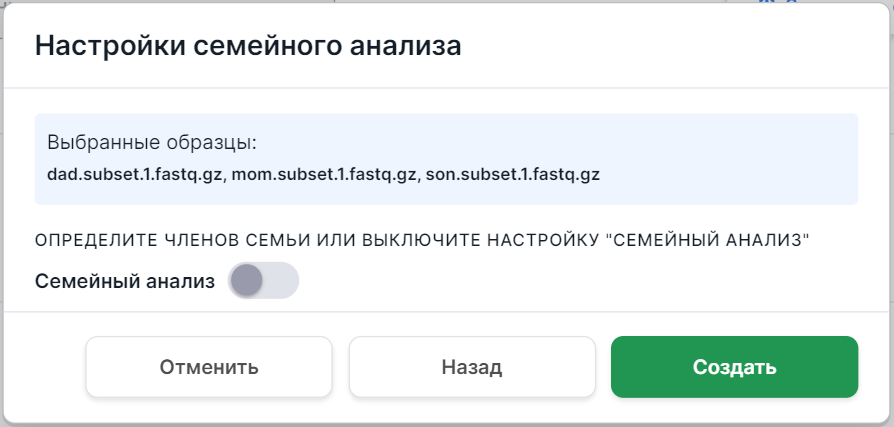 Настройки семейного анализа
Выбранные образцы:
dad.subset.1.fastq.gz, mom.subset.1.fastq.gz, son.subset.1.fastq.gz
ОПРЕДЕЛИТЕ ЧЛЕНОВ СЕМЬИ ИЛИ ВЫКЛЮЧИТЕ НАСТРОЙКУ "СЕМЕЙНЫЙ АНАЛИЗ"
Семейный анализ
Отменить
Назад
Создать